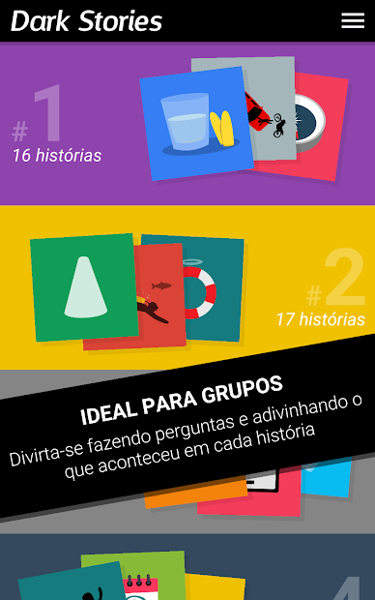 Dark Stories
#1
16 histórias
#2
17 histórias
IDEAL PARA GRUPOS
Divirta-se fazendo perguntas e adivinhando o
que aconteceu em cada história
4